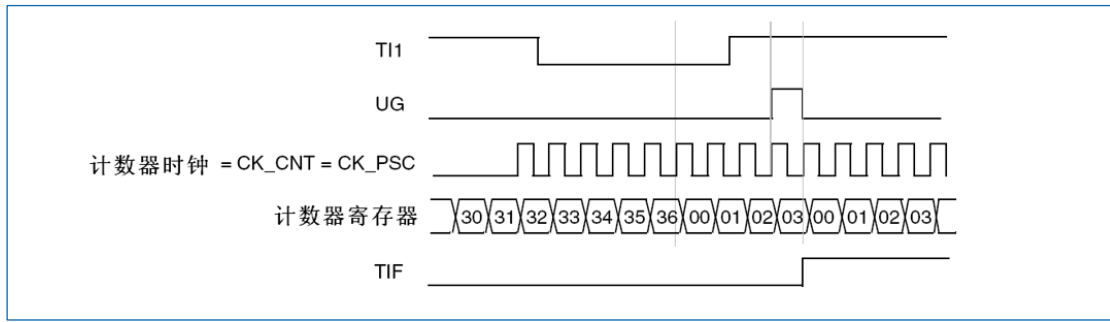 TI1
UG
计数器时钟 = CK_CNT = CK_PSC
计数器寄存器 30 31 32 33 34 35 36 00 01 02 03 00 01 02 03
TIF